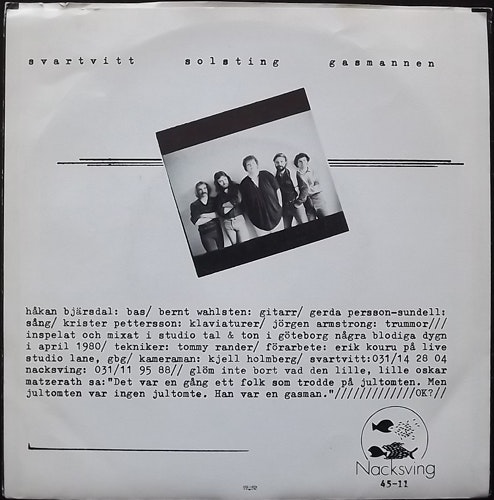 svartvitt solsting gasmannen
håkan bjärsdal: bas/ bernt wahlsten: gitarr/ gerda persson-sundell:
sång/ krister pettersson: klaviaturer/ jörgen armstrong: trummor///
inspelat och mixat i studio tal & ton i göteborg några blodiga dygn
i april 1980/ tekniker: tommy rander/ förarbete: erik kouru på live
studio lane, gbg/ kameraman: kjell holmberg/ svartvitt:031/14 28 04
nacksving: 031/11 95 88// glöm inte bort vad den lille, lille oskar
matzerath sa:"Det var en gång ett folk som trodde på jultomten. Men
jultomten var ingen jultomte. Han var en gasman."/////////////OK?//
Nacksving
45-11